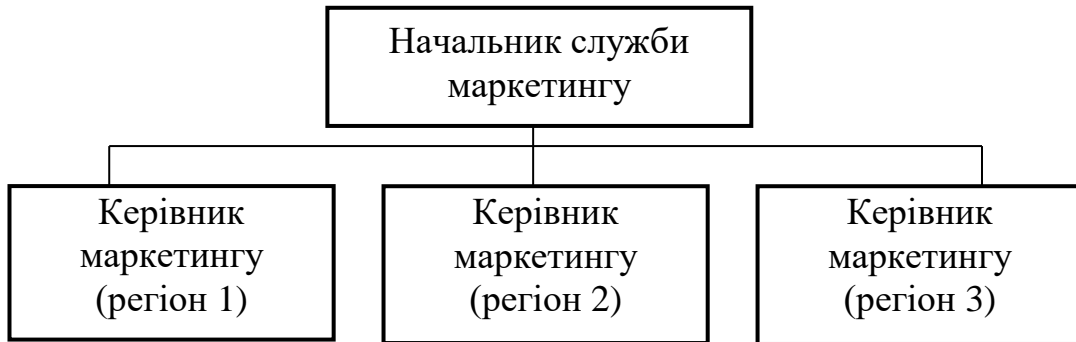 Начальник служби
маркетингу
Керівник
маркетингу
(регіон 1)
Керівник
маркетингу
(регіон 2)
Керівник
маркетингу
(регіон 3)